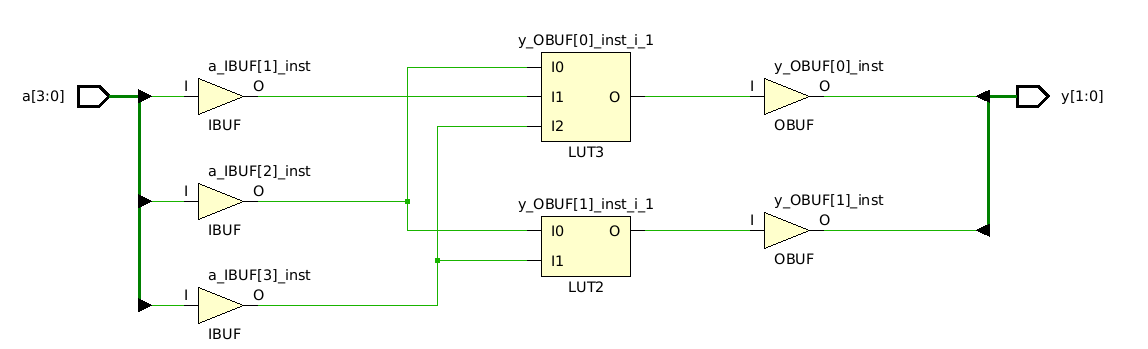 y_OBUF[0]_inst_i_1
a_IBUF[1]_inst
I0
y_OBUF[0]_inst
a[3:0]
I
O
I1
O
I
O
y[1:0]
IBUF
I2
OBUF
LUT3
a_IBUF[2]_inst
I
O
y_OBUF[1]_inst_i_1
y_OBUF[1]_inst
IBUF
I0
O
I
O
I1
OBUF
a_IBUF[3]_inst
LUT2
I
O
IBUF